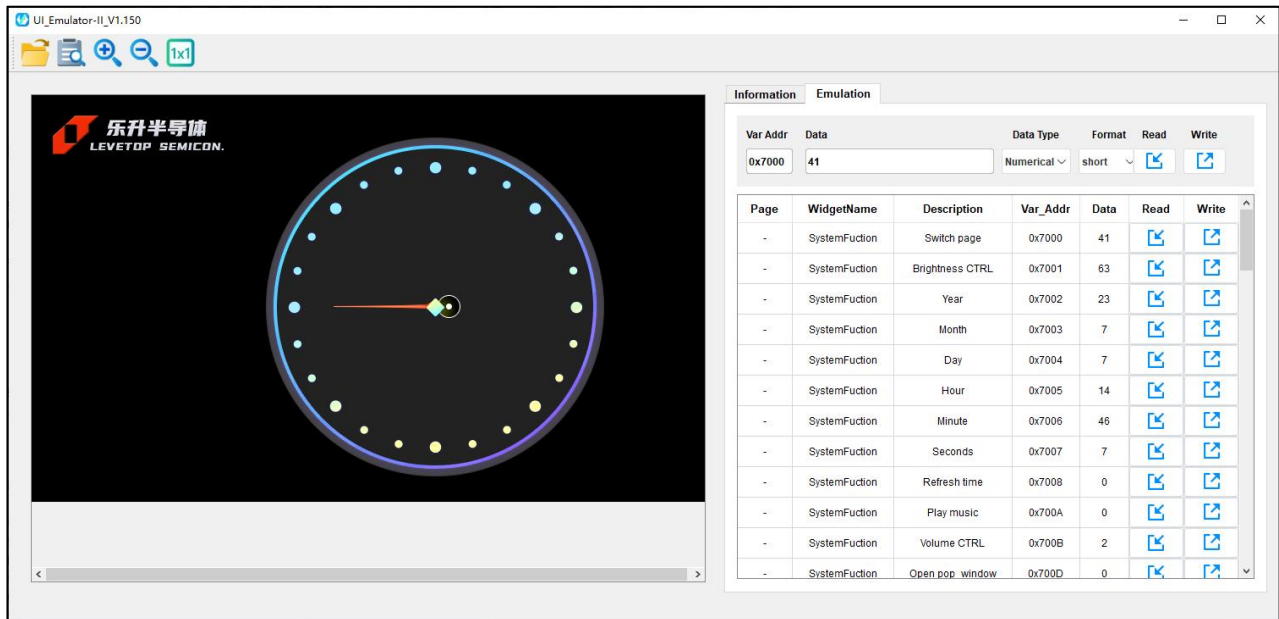 UI_Emulator-II_V1.150
1x1
乐升半导体
LEVETOP SEMICON.
Information Emulation
Var Addr Data Data Type Format Read Write
0x7000 41 Numerical short
Page WidgetName Description Var_Addr Data Read Write
- SystemFuction Switch page 0x7000 41
- SystemFuction Brightness CTRL 0x7001 63
- SystemFuction Year 0x7002 23
- SystemFuction Month 0x7003 7
- SystemFuction Day 0x7004 7
- SystemFuction Hour 0x7005 14
- SystemFuction Minute 0x7006 46
- SystemFuction Seconds 0x7007 7
- SystemFuction Refresh time 0x7008 0
- SystemFuction Play music 0x700A 0
- SystemFuction Volume CTRL 0x700B 2
- SystemFuction Open pop_window 0x700D 0